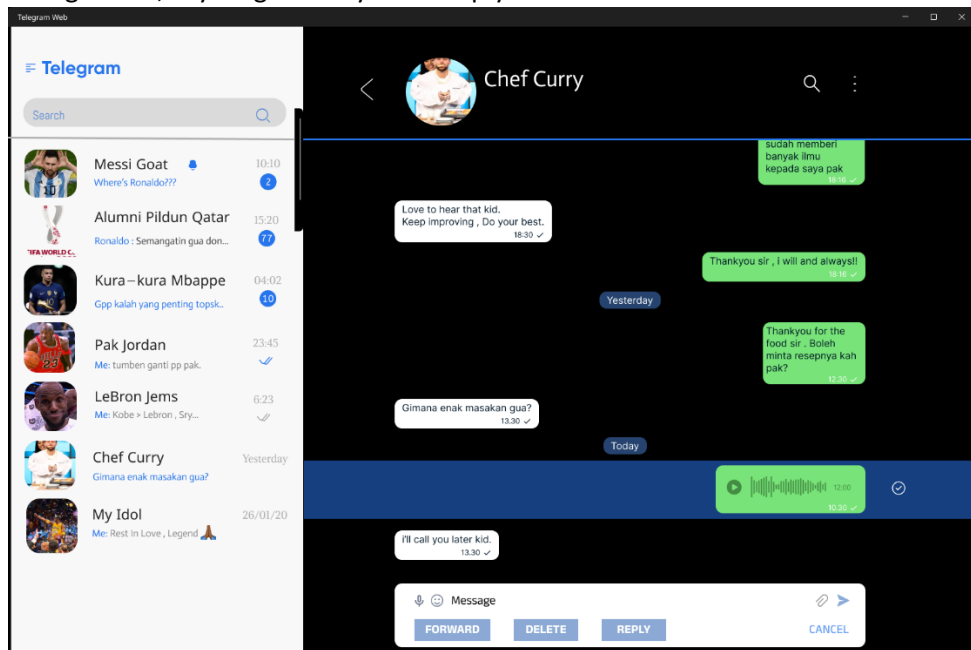 Telegram Web
Telegram
Search
Messi Goat
10:10
Where's Ronaldo???
2
Alumni Pildun Qatar
15:20
Ronaldo : Semangatin gua don...
77
Kura-kura Mbappe
04:02
Gpp kalah yang penting topsk..
10
Pak Jordan
23:45
Me: tumben ganti pp pak.
LeBron Jems
6:23
Me: Kobe > Lebron , Sry...
Chef Curry
Yesterday
Gimana enak masakan gua?
My Idol
26/01/20
Me: Rest In Love , Legend
Chef Curry
sudah memberi
banyak ilmu
kepada saya pak
18:10
Love to hear that kid.
Keep improving , Do your best.
18:30
Thankyou sir , i will and always!!
18:16
Yesterday
Thankyou for the
food sir . Boleh
minta resepnya kah
pak?
12.30
Gimana enak masakan gua?
13.30
Today
12:00
10.30
i'll call you later kid.
13.30
Message
FORWARD
DELETE
REPLY
CANCEL